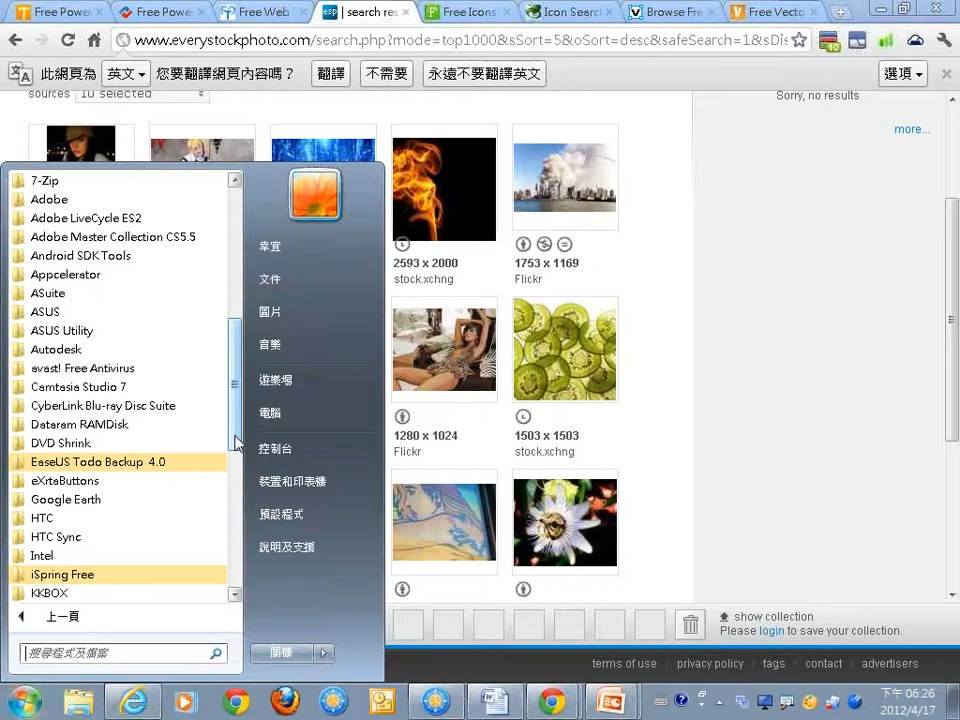 Free Powe
Free Powe
Free Web
esp
| search res
Free Icons
Icon Searc
Browse Fre
Free Vecto
www.everystockphoto.com/search.php?mode=top1000&sSort=5&oSort=desc&safeSearch=1&sDis
此網頁為
英文
您要翻譯網頁內容嗎？
翻譯
不需要
永遠不要翻譯英文
選項
sources
10 selected
Sorry, no results
more...
7-Zip
Adobe
Adobe LiveCycle ES2
Adobe Master Collection CS5.5
Android SDK Tools
Appcelerator
ASuite
ASUS
ASUS Utility
Autodesk
avast! Free Antivirus
Camtasia Studio 7
CyberLink Blu-ray Disc Suite
Dataram RAMDisk
DVD Shrink
EaseUS Todo Backup 4.0
eXrtaButtons
Google Earth
HTC
HTC Sync
Intel
iSpring Free
KKBOX
上一頁
搜尋程式及檔案
幸宜
文件
圖片
音樂
遊樂場
電腦
控制台
裝置和印表機
預設程式
說明及支援
關機
2593 x 2000
stock.xchng
1753 x 1169
Flickr
1280 x 1024
Flickr
1503 x 1503
stock.xchng
show collection
Please login to save your collection.
terms of use
privacy policy
tags
contact
advertisers
下午 06:26
2012/4/17